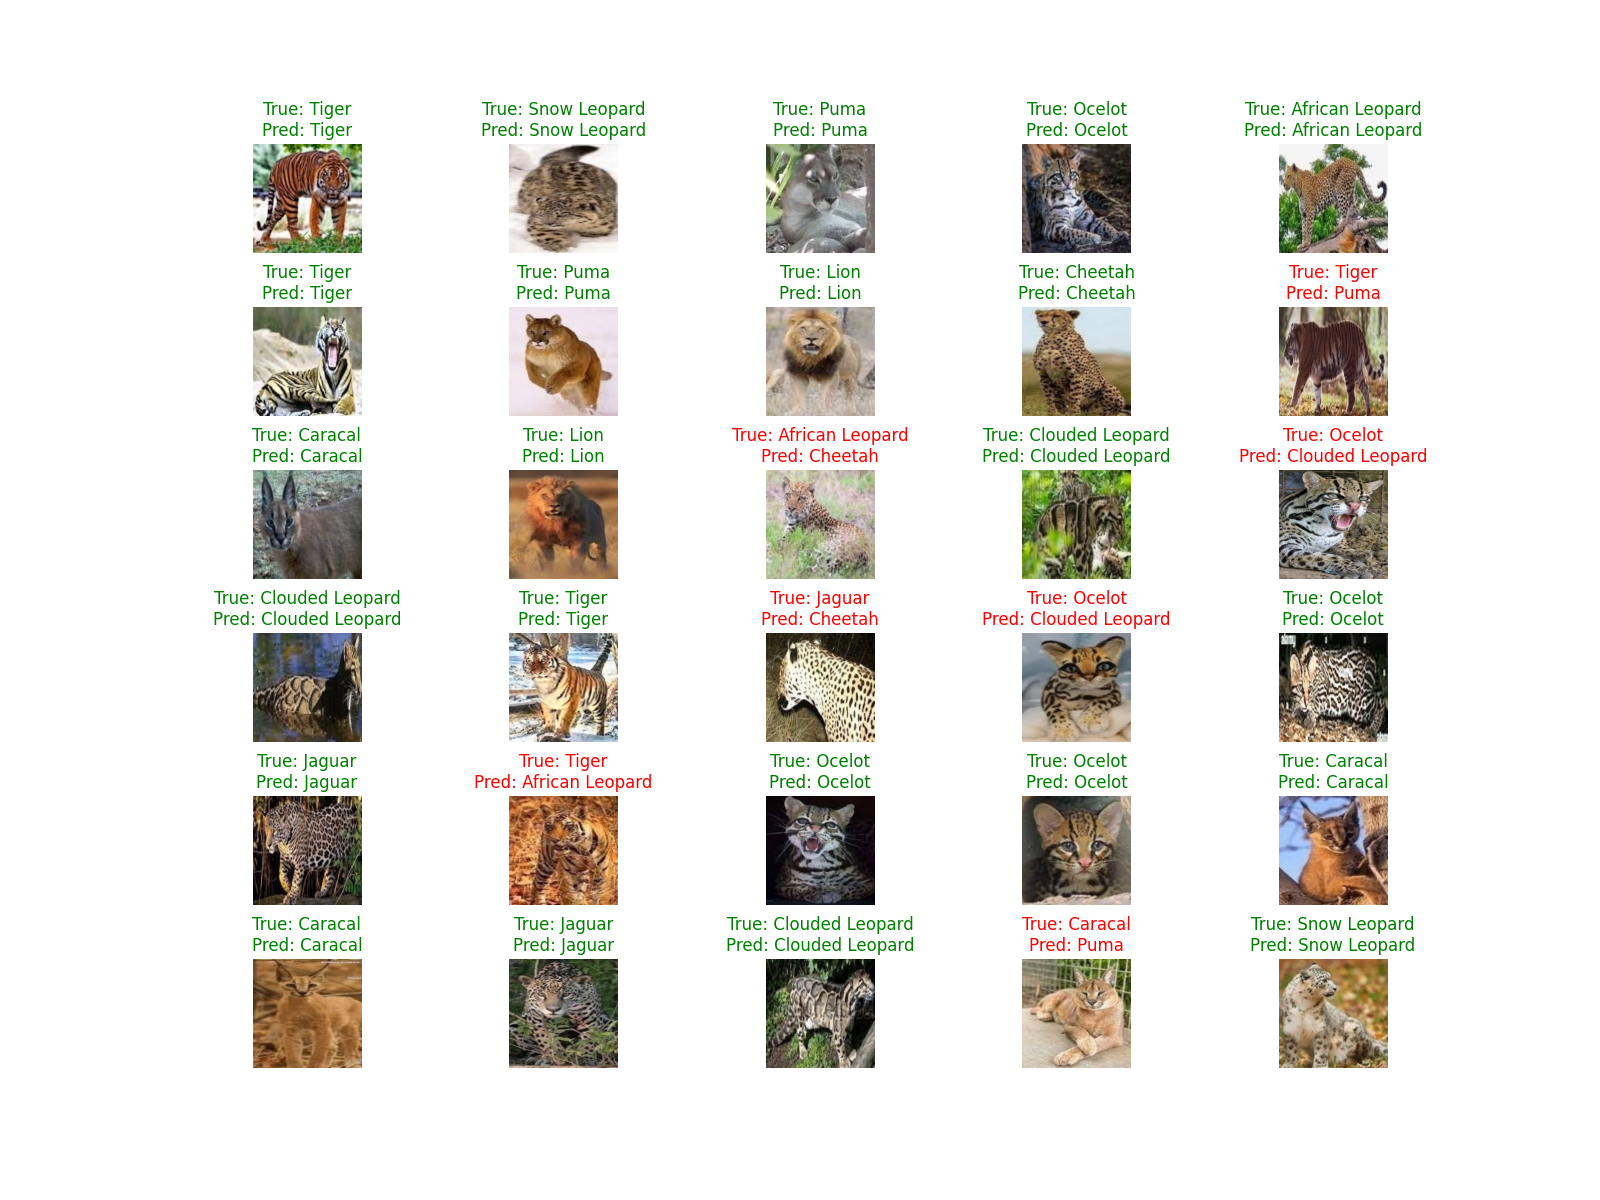 True: Tiger
Pred: Tiger
True: Snow Leopard
Pred: Snow Leopard
True: Puma
Pred: Puma
True: Ocelot
Pred: Ocelot
True: African Leopard
Pred: African Leopard
True: Tiger
Pred: Tiger
True: Puma
Pred: Puma
True: Lion
Pred: Lion
True: Cheetah
Pred: Cheetah
True: Tiger
Pred: Puma
True: Caracal
Pred: Caracal
True: Lion
Pred: Lion
True: African Leopard
Pred: Cheetah
True: Clouded Leopard
Pred: Clouded Leopard
True: Ocelot
Pred: Clouded Leopard
True: Clouded Leopard
Pred: Clouded Leopard
True: Tiger
Pred: Tiger
True: Jaguar
Pred: Cheetah
True: Ocelot
Pred: Clouded Leopard
True: Ocelot
Pred: Ocelot
True: Jaguar
Pred: Jaguar
True: Tiger
Pred: African Leopard
True: Ocelot
Pred: Ocelot
True: Ocelot
Pred: Ocelot
True: Caracal
Pred: Caracal
True: Caracal
Pred: Caracal
True: Jaguar
Pred: Jaguar
True: Clouded Leopard
Pred: Clouded Leopard
True: Caracal
Pred: Puma
True: Snow Leopard
Pred: Snow Leopard